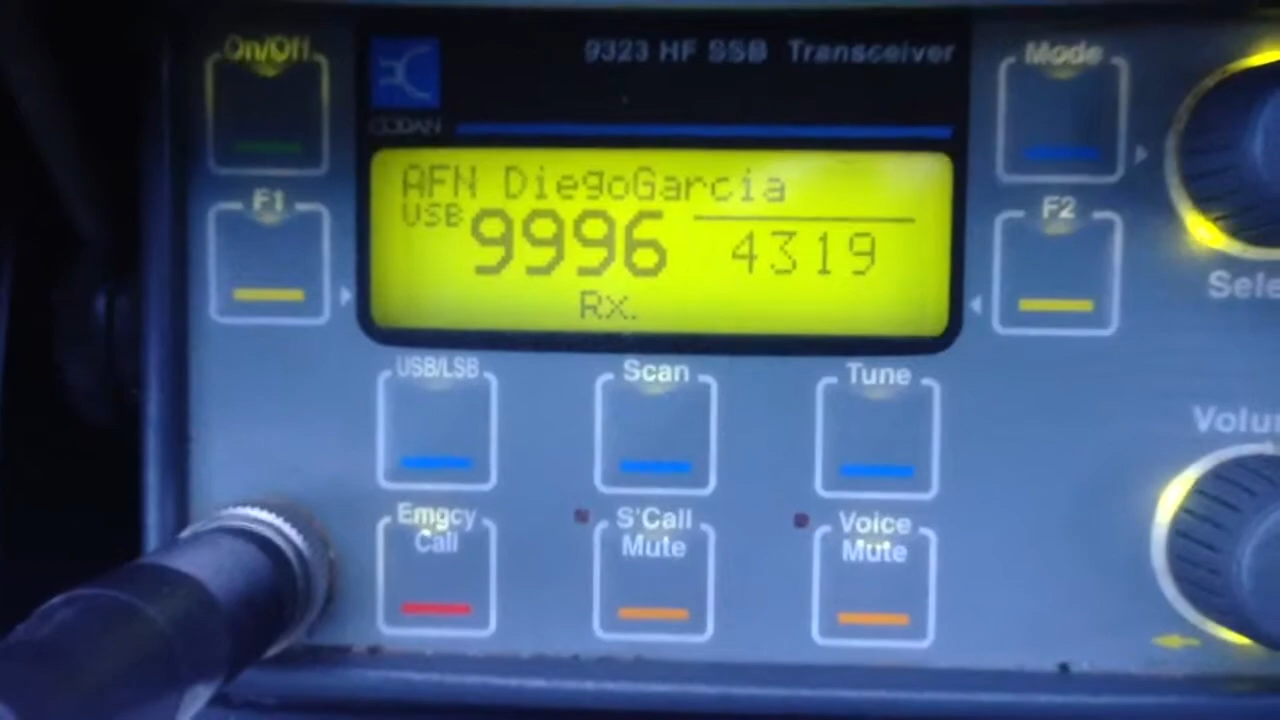 On/Off
CODAN
9323 HF SSB Transceiver
Mode
F1
AFN DiegoGarcia
USB 9996 4319
Rx.
F2
USB/LSB
Scan
Tune
Emgcy
Call
S'Call
Mute
Voice
Mute